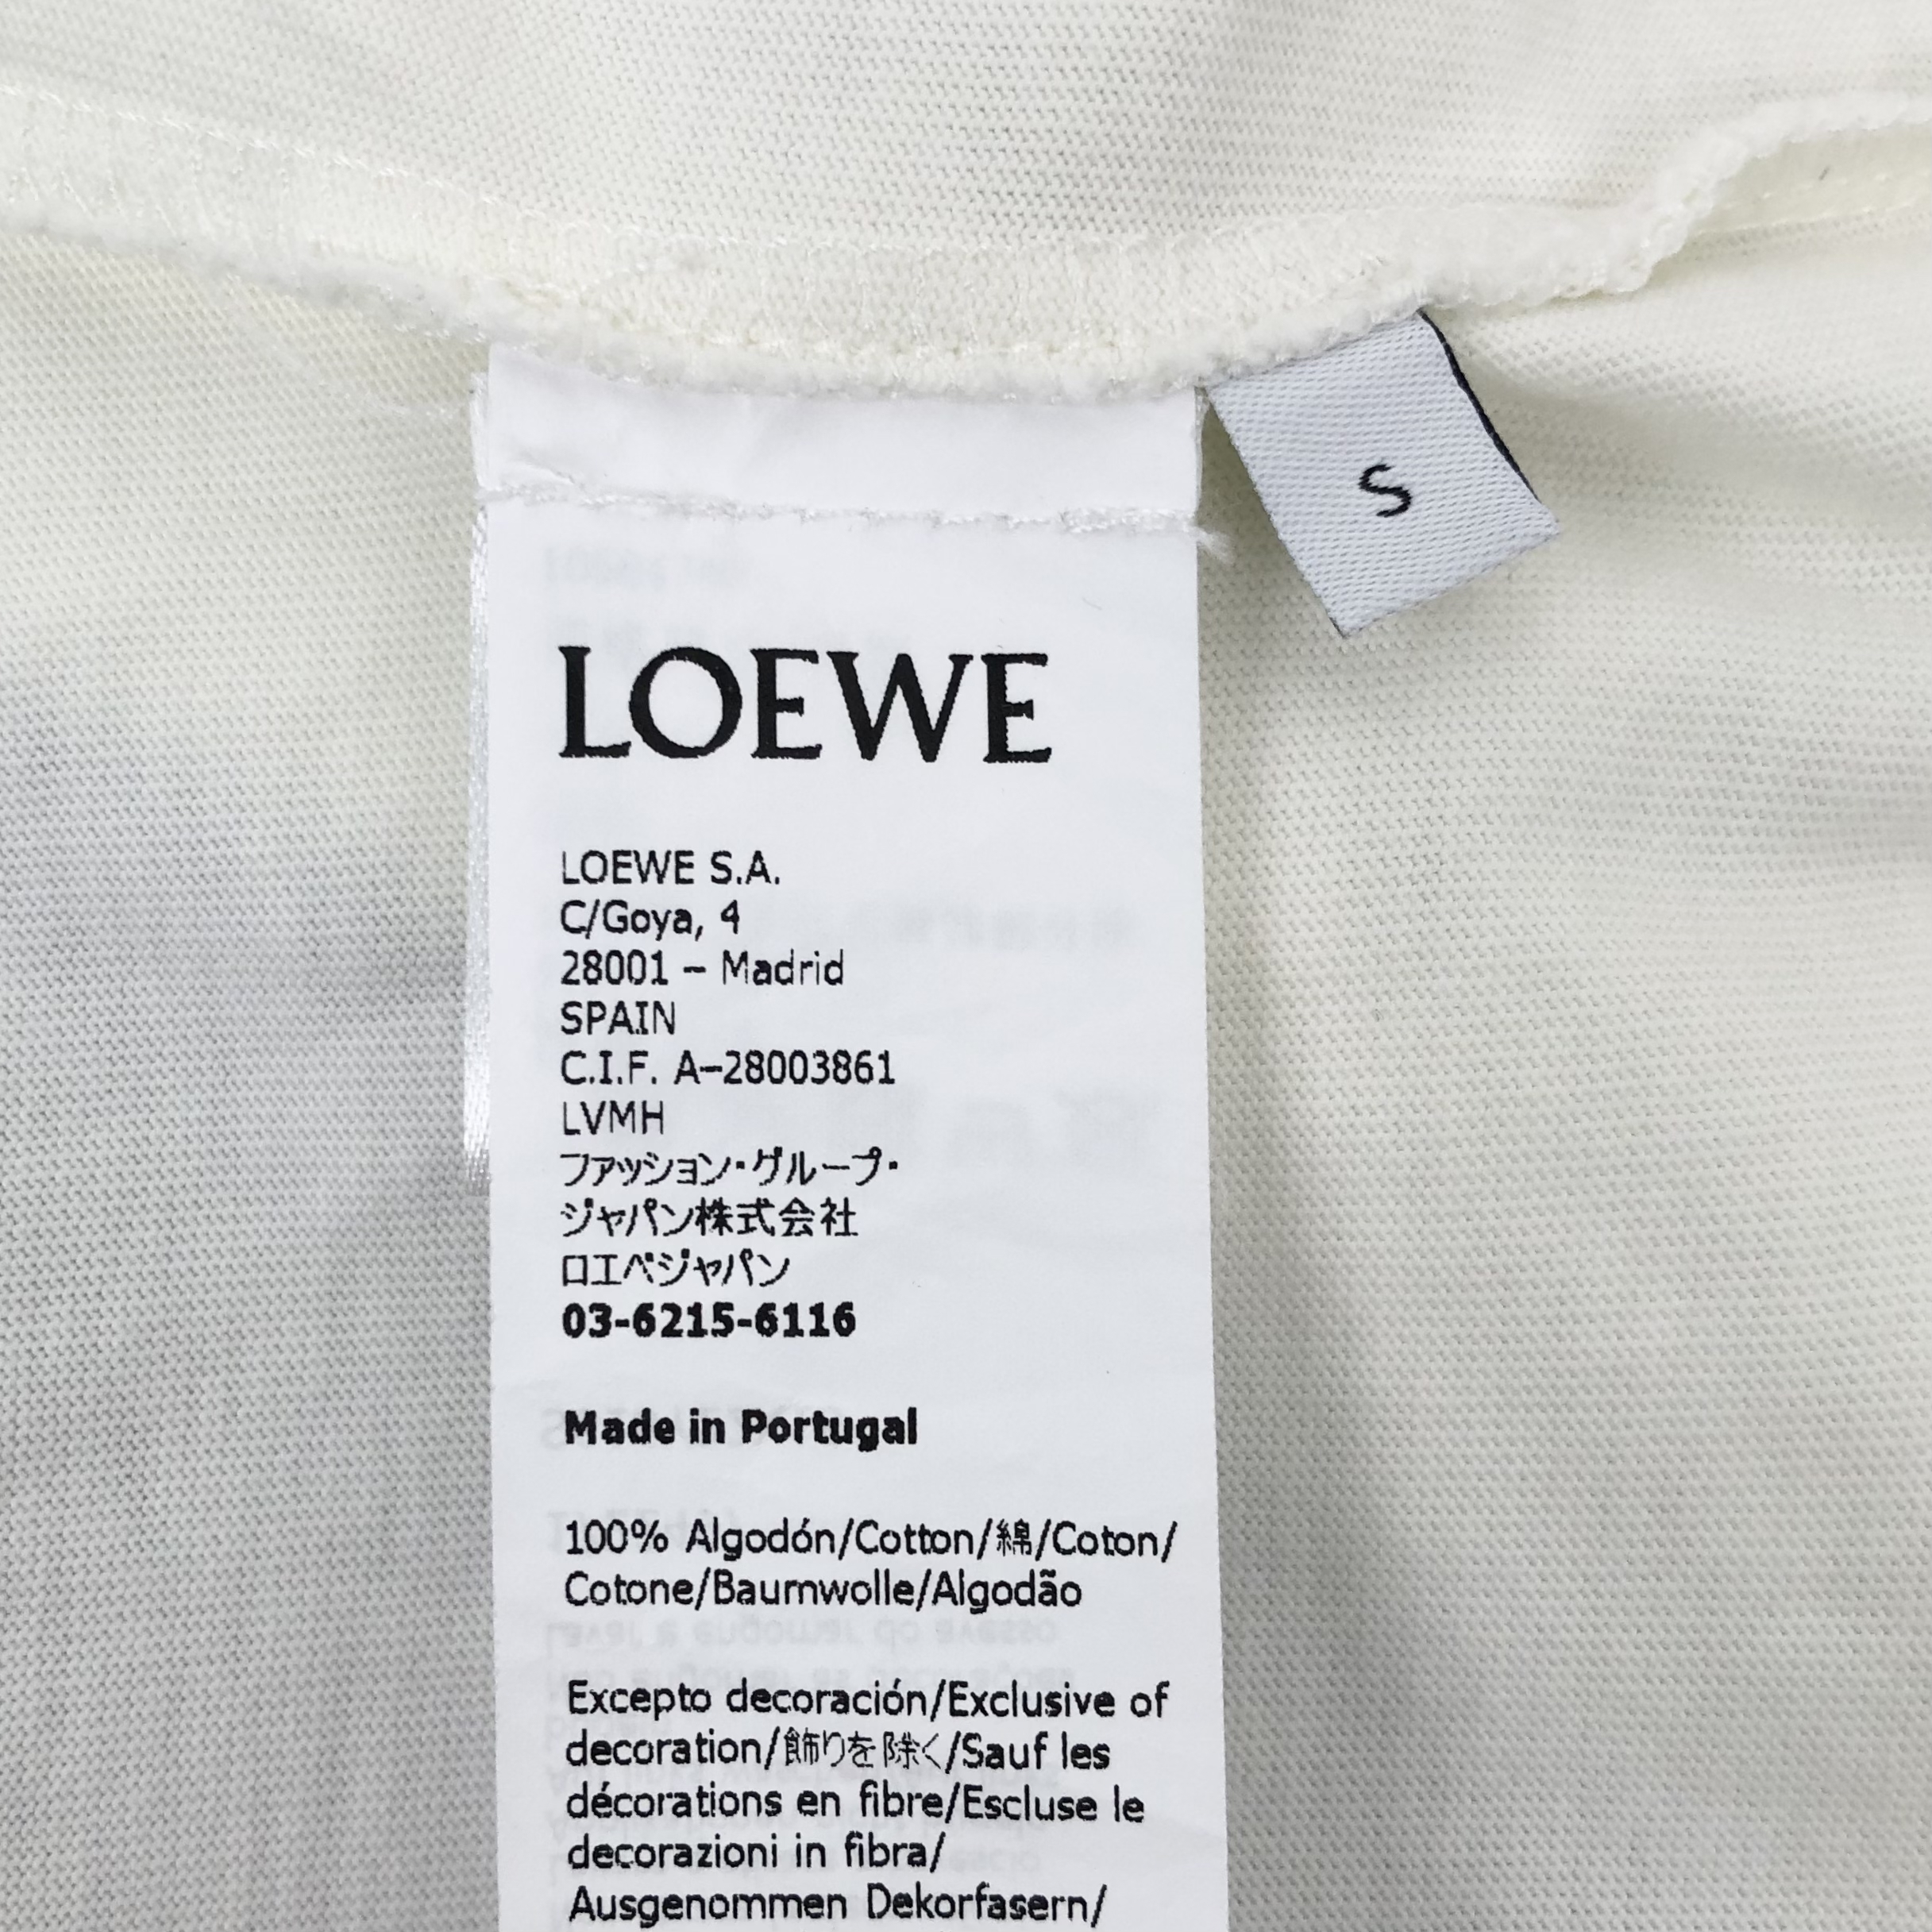 S
LOEWE
LOEWE S.A.
C/Goya, 4
28001 – Madrid
SPAIN
C.I.F. A–28003861
LVMH
ファッション・グループ・
ジャパン株式会社
ロエベジャパン
03-6215-6116
Made in Portugal
100% Algodón/Cotton/綿/Coton/
Cotone/Baumwolle/Algodão
Excepto decoración/Exclusive of
decoration/飾りを除く/Sauf les
décorations en fibre/Escluse le
decorazioni in fibra/
Ausgenommen Dekorfasern/